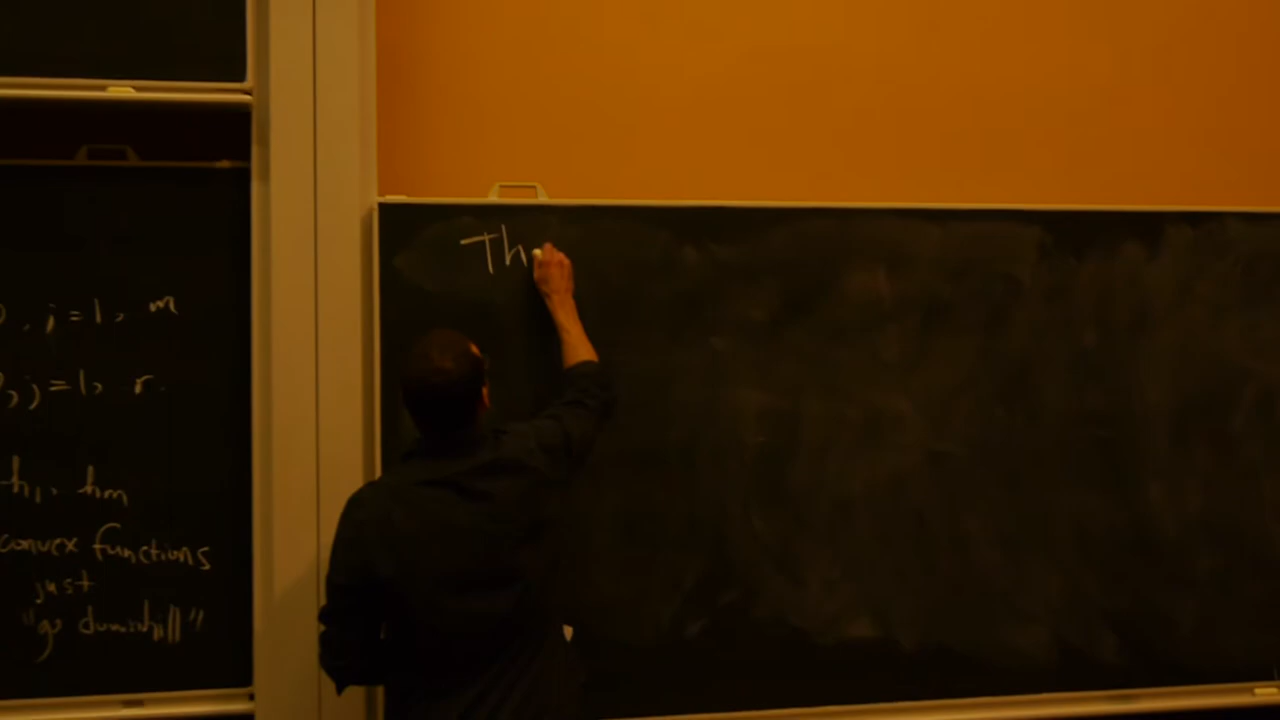 , j = 1, m
, j = 1, r.
h₁. hm
convex functions
just
"go downhill"
Th